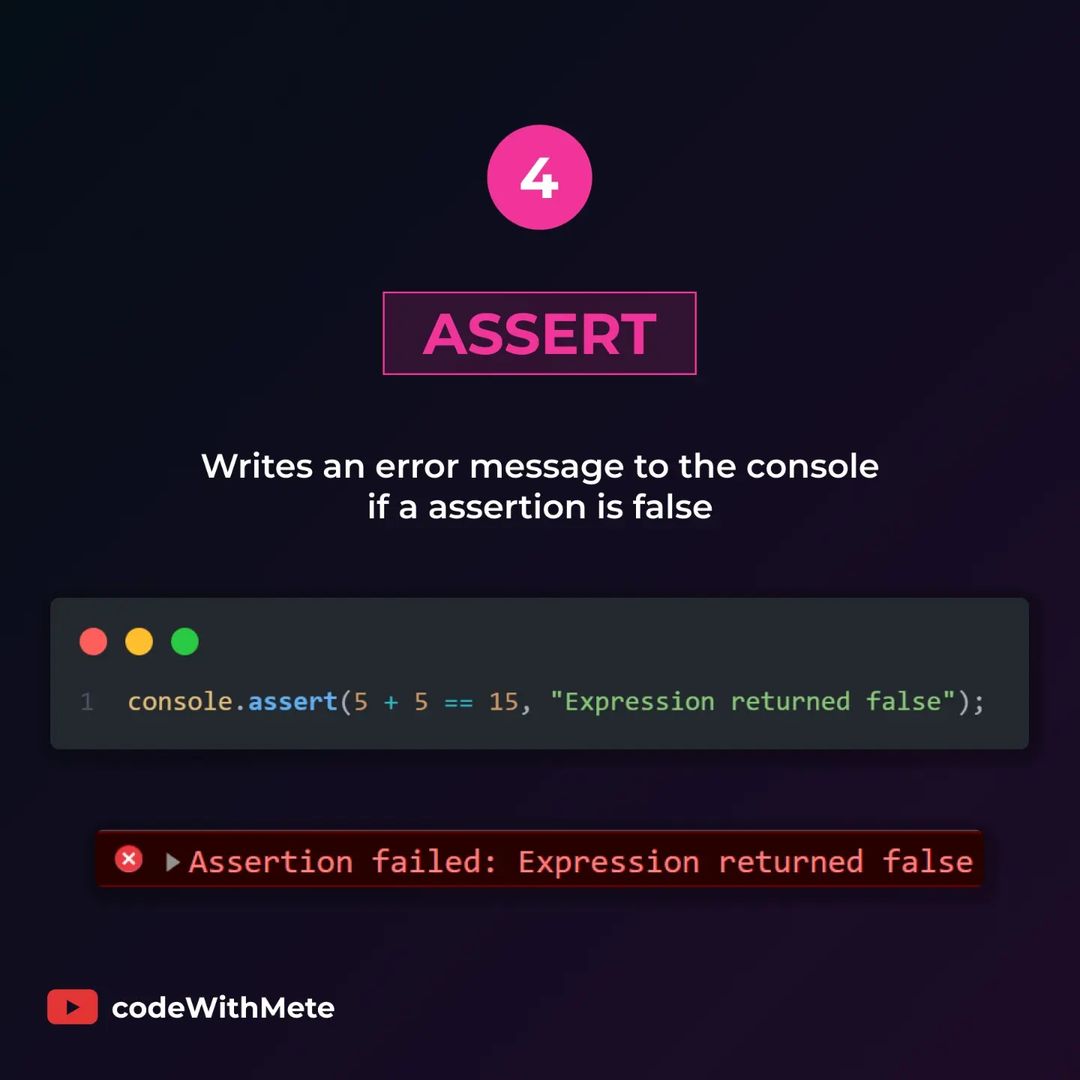 4
ASSERT
Writes an error message to the console
if a assertion is false
1 console.assert(5 + 5 == 15, "Expression returned false");
Assertion failed: Expression returned false
codeWithMete